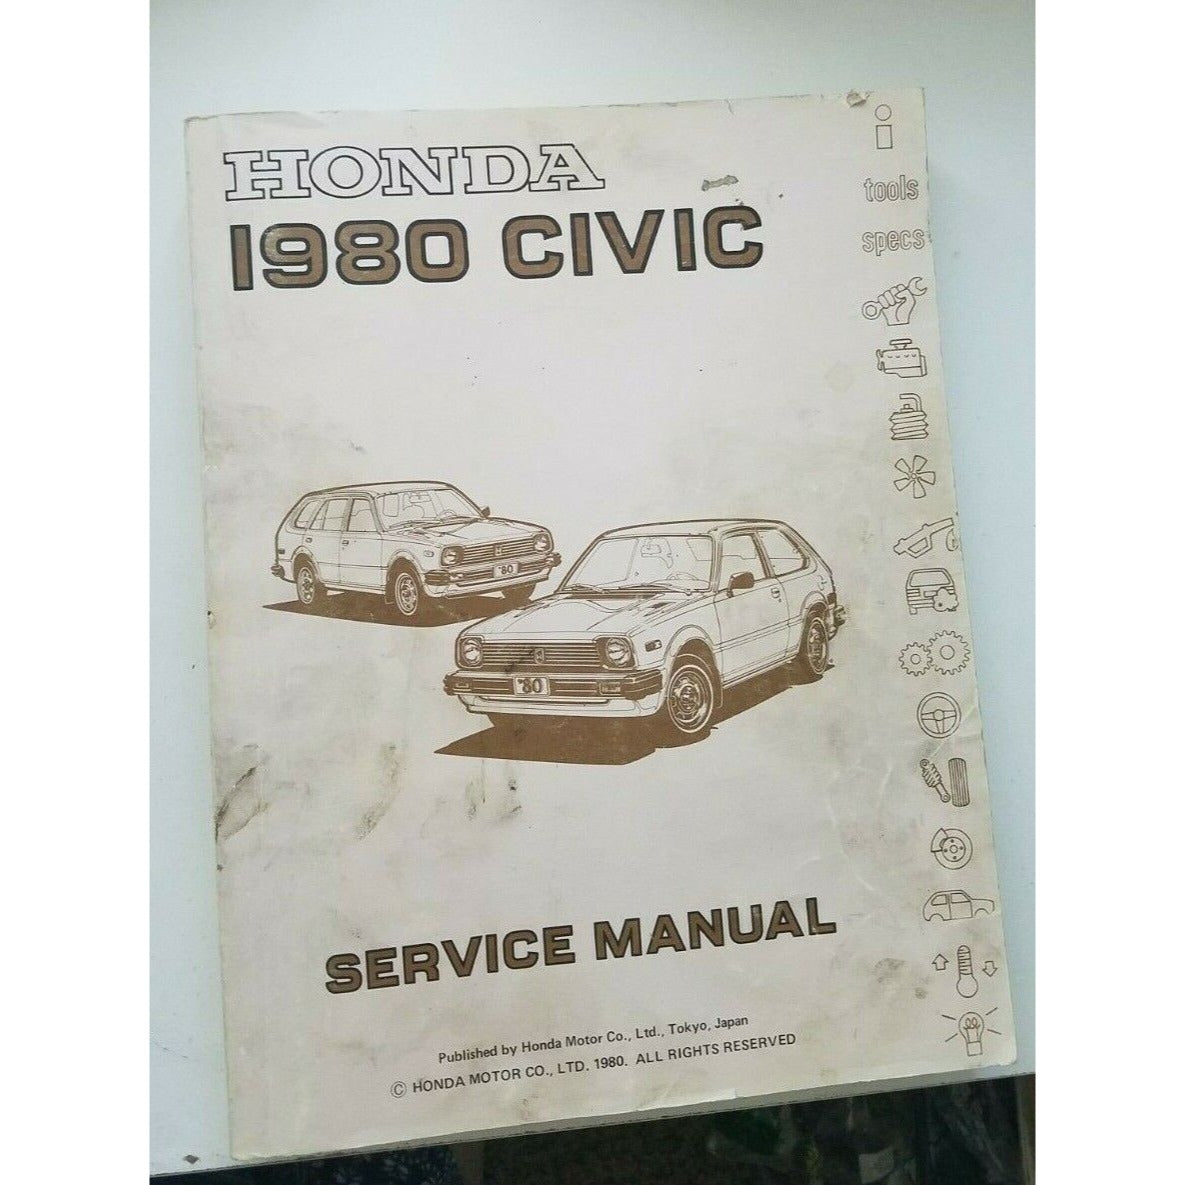 HONDA
1980 CIVIC
i
tools
specs
'80
'80
SERVICE MANUAL
Published by Honda Motor Co., Ltd., Tokyo, Japan
© HONDA MOTOR CO., LTD. 1980. ALL RIGHTS RESERVED